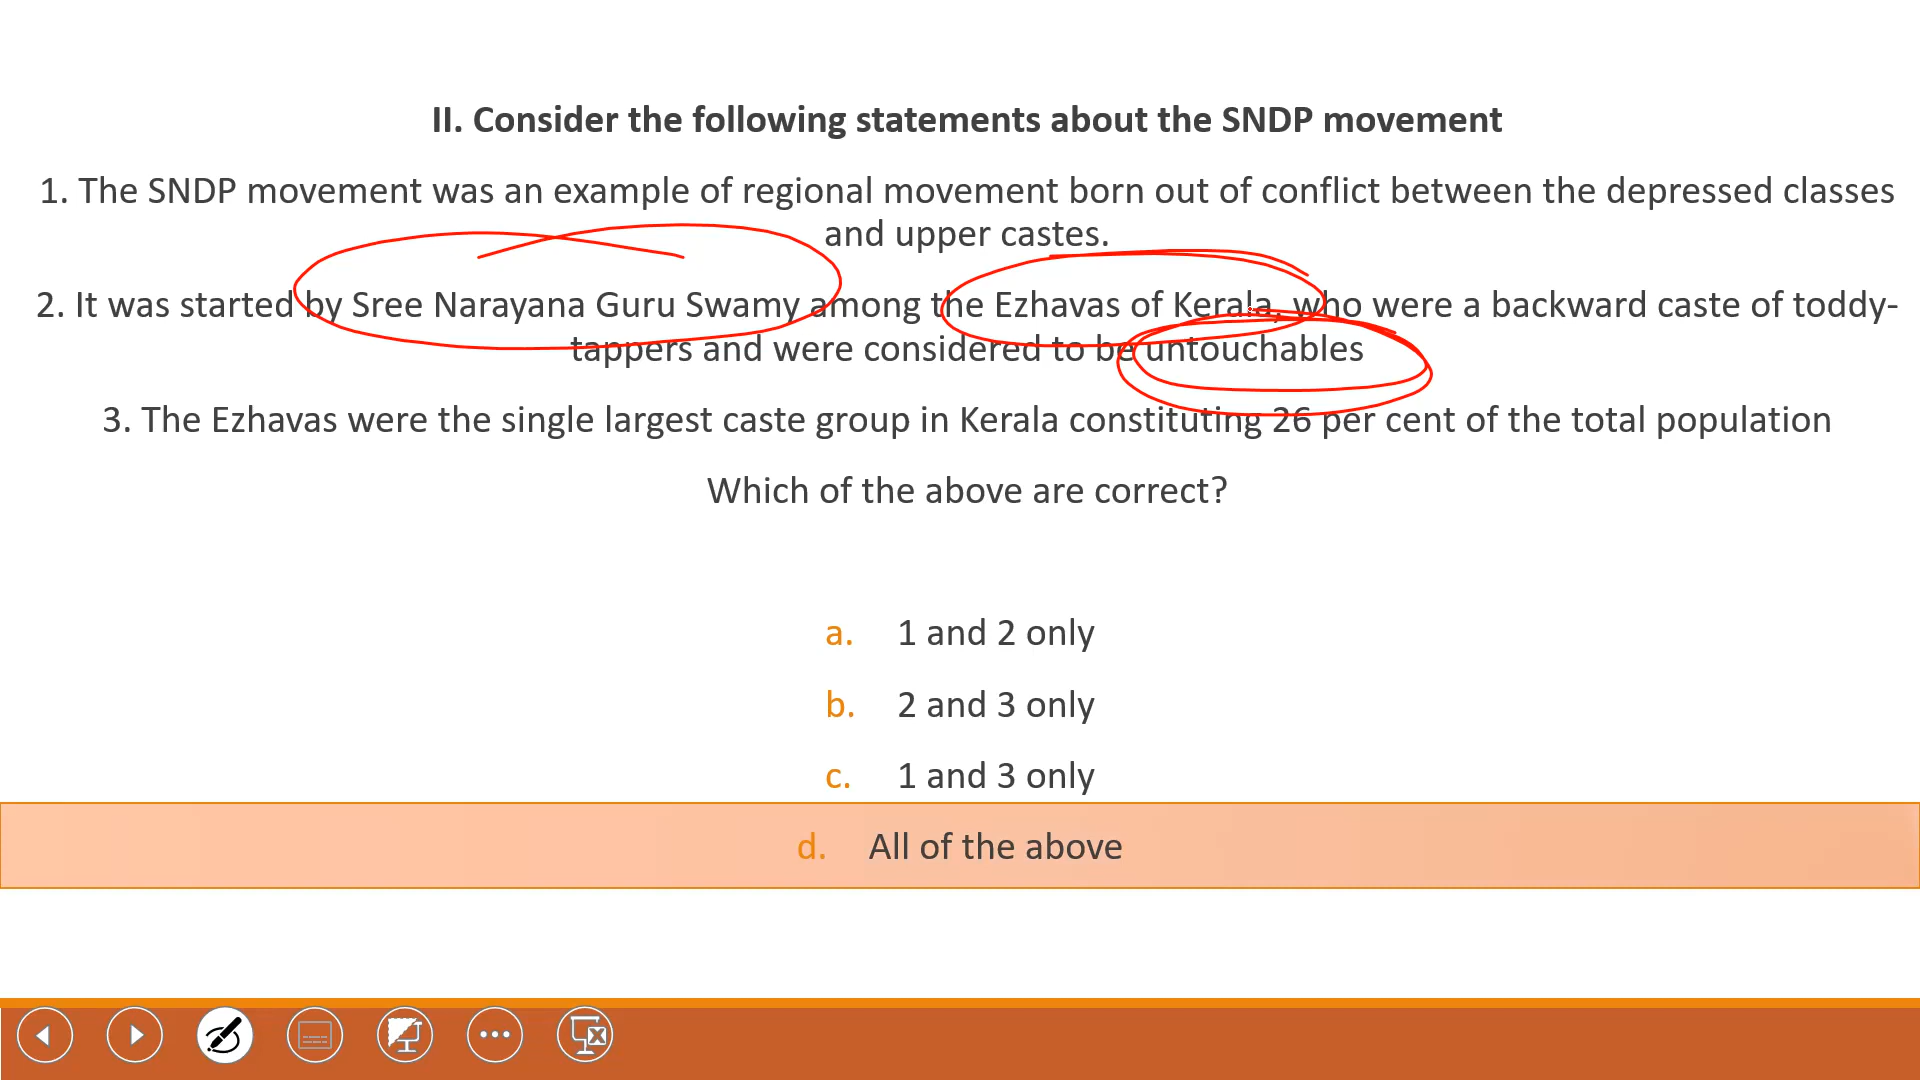 II. Consider the following statements about the SNDP movement
1. The SNDP movement was an example of regional movement born out of conflict between the depressed classes
and upper castes.
2. It was started by Sree Narayana Guru Swamy among the Ezhavas of Kerala, who were a backward caste of toddy-
tappers and were considered to be untouchables
3. The Ezhavas were the single largest caste group in Kerala constituting 26 per cent of the total population
Which of the above are correct?
a. 1 and 2 only
b. 2 and 3 only
c. 1 and 3 only
d. All of the above